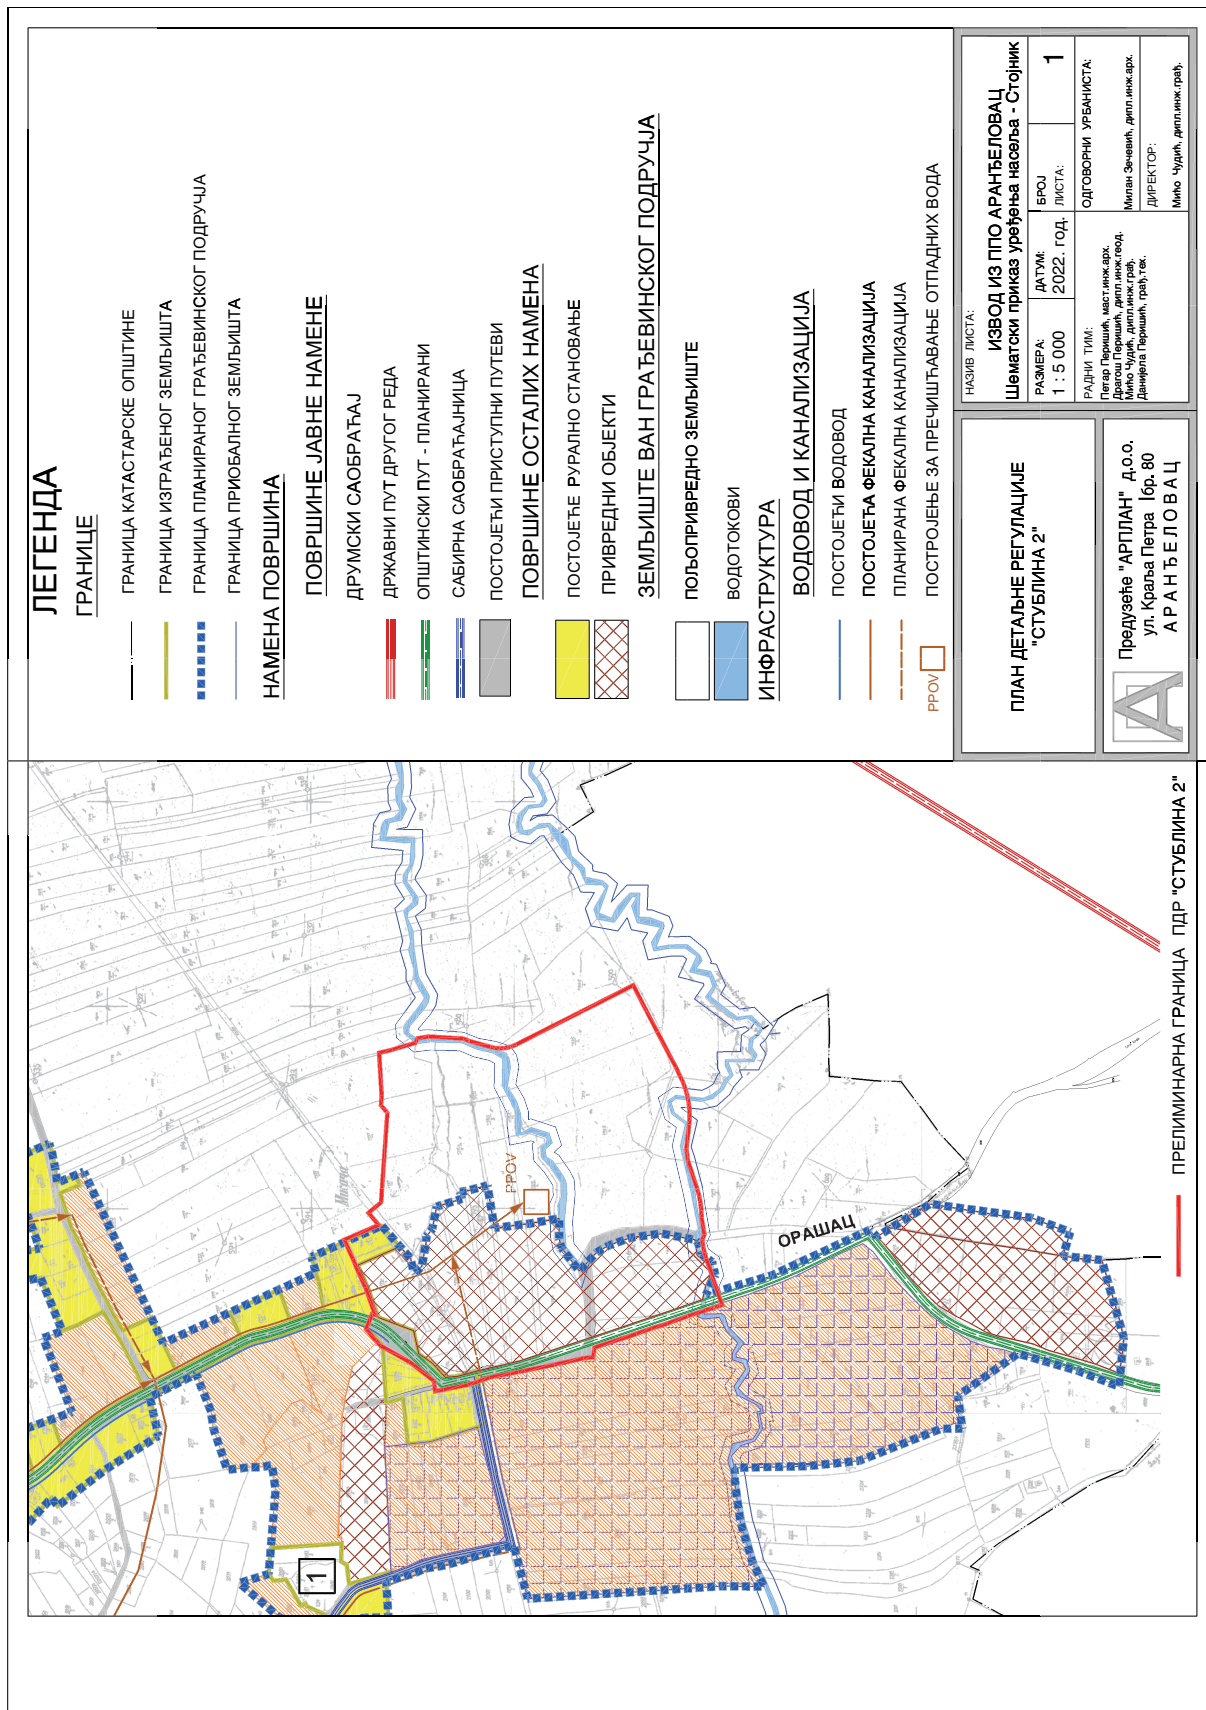 ЛЕГЕНДА
ГРАНИЦЕ
ГРАНИЦА КАТАСТАРСКЕ ОПШТИНЕ
ГРАНИЦА ИЗГРАЂЕНОГ ЗЕМЉИШТА
ГРАНИЦА ПЛАНИРАНОГ ГРАЂЕВИНСКОГ ПОДРУЧЈА
ГРАНИЦА ПРИОБАЛНОГ ЗЕМЉИШТА
НАМЕНА ПОВРШИНА
ПОВРШИНЕ ЈАВНЕ НАМЕНЕ
ДРУМСКИ САОБРАЋАЈ
ДРЖАВНИ ПУТ ДРУГОГ РЕДА
ОПШТИНСКИ ПУТ - ПЛАНИРАНИ
САБИРНА САОБРАЋАЈНИЦА
ПОСТОЈЕЋИ ПРИСТУПНИ ПУТЕВИ
ПОВРШИНЕ ОСТАЛИХ НАМЕНА
ПОСТОЈЕЋЕ РУРАЛНО СТАНОВАЊЕ
ПРИВРЕДНИ ОБЈЕКТИ
ЗЕМЉИШТЕ ВАН ГРАЂЕВИНСКОГ ПОДРУЧЈА
ПОЉОПРИВРЕДНО ЗЕМЉИШТЕ
ВОДОТОКОВИ
ИНФРАСТРУКТУРА
ВОДОВОД И КАНАЛИЗАЦИЈА
ПОСТОЈЕЋИ ВОДОВОД
ПОСТОЈЕЋА ФЕКАЛНА КАНАЛИЗАЦИЈА
ПЛАНИРАНА ФЕКАЛНА КАНАЛИЗАЦИЈА
PPOV
ПОСТРОЈЕЊЕ ЗА ПРЕЧИШЋАВАЊЕ ОТПАДНИХ ВОДА
ПЛАН ДЕТАЉНЕ РЕГУЛАЦИЈЕ
"СТУБЛИНА 2"
Предузеће "АРПЛАН" д.о.о.
ул. Краља Петра I бр. 80
АРАНЂЕЛОВАЦ
НАЗИВ ЛИСТА:
ИЗВОД ИЗ ППО АРАНЂЕЛОВАЦ
Шематски приказ уређења насеља - Стојник
РАЗМЕРА:
1 : 5 000
ДАТУМ:
2022. год.
БРОЈ
ЛИСТА:
1
РАДНИ ТИМ:
Петар Перишић, маст.инж.арх.
Драгош Перишић, дипл.инж.геод.
Мићо Чудић, дипл.инж.грађ.
Данијела Перишић, грађ.тех.
ОДГОВОРНИ УРБАНИСТА:
Милан Зечевић, дипл.инж.арх.
ДИРЕКТОР:
Мићо Чудић, дипл.инж.грађ.
PPOV
ОРАШАЦ
1
ПРЕЛИМИНАРНА ГРАНИЦА ПДР "СТУБЛИНА 2"